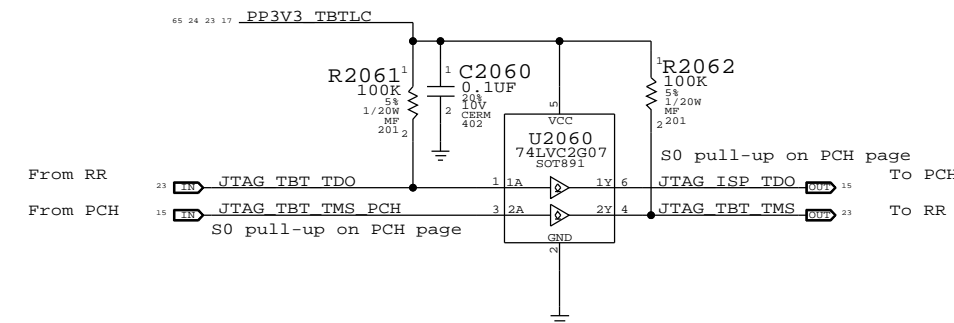 65 24 23 17 PP3V3_TBTLC
R2061 1
100K
5%
1/20W
MF
201 2
1 C2060
0.1UF
20%
10V
2 CERM
402
1 R2062
100K
5%
1/20W
MF
2 201
5
VCC
U2060
74LVC2G07
SOT891
S0 pull-up on PCH page
From RR 23 IN JTAG_TBT_TDO 1 1A 1Y 6 JTAG_ISP_TDO OUT 15 To PCH
From PCH 15 IN JTAG_TBT_TMS_PCH 3 2A 2Y 4 JTAG_TBT_TMS OUT 23 To RR
S0 pull-up on PCH page
GND
2